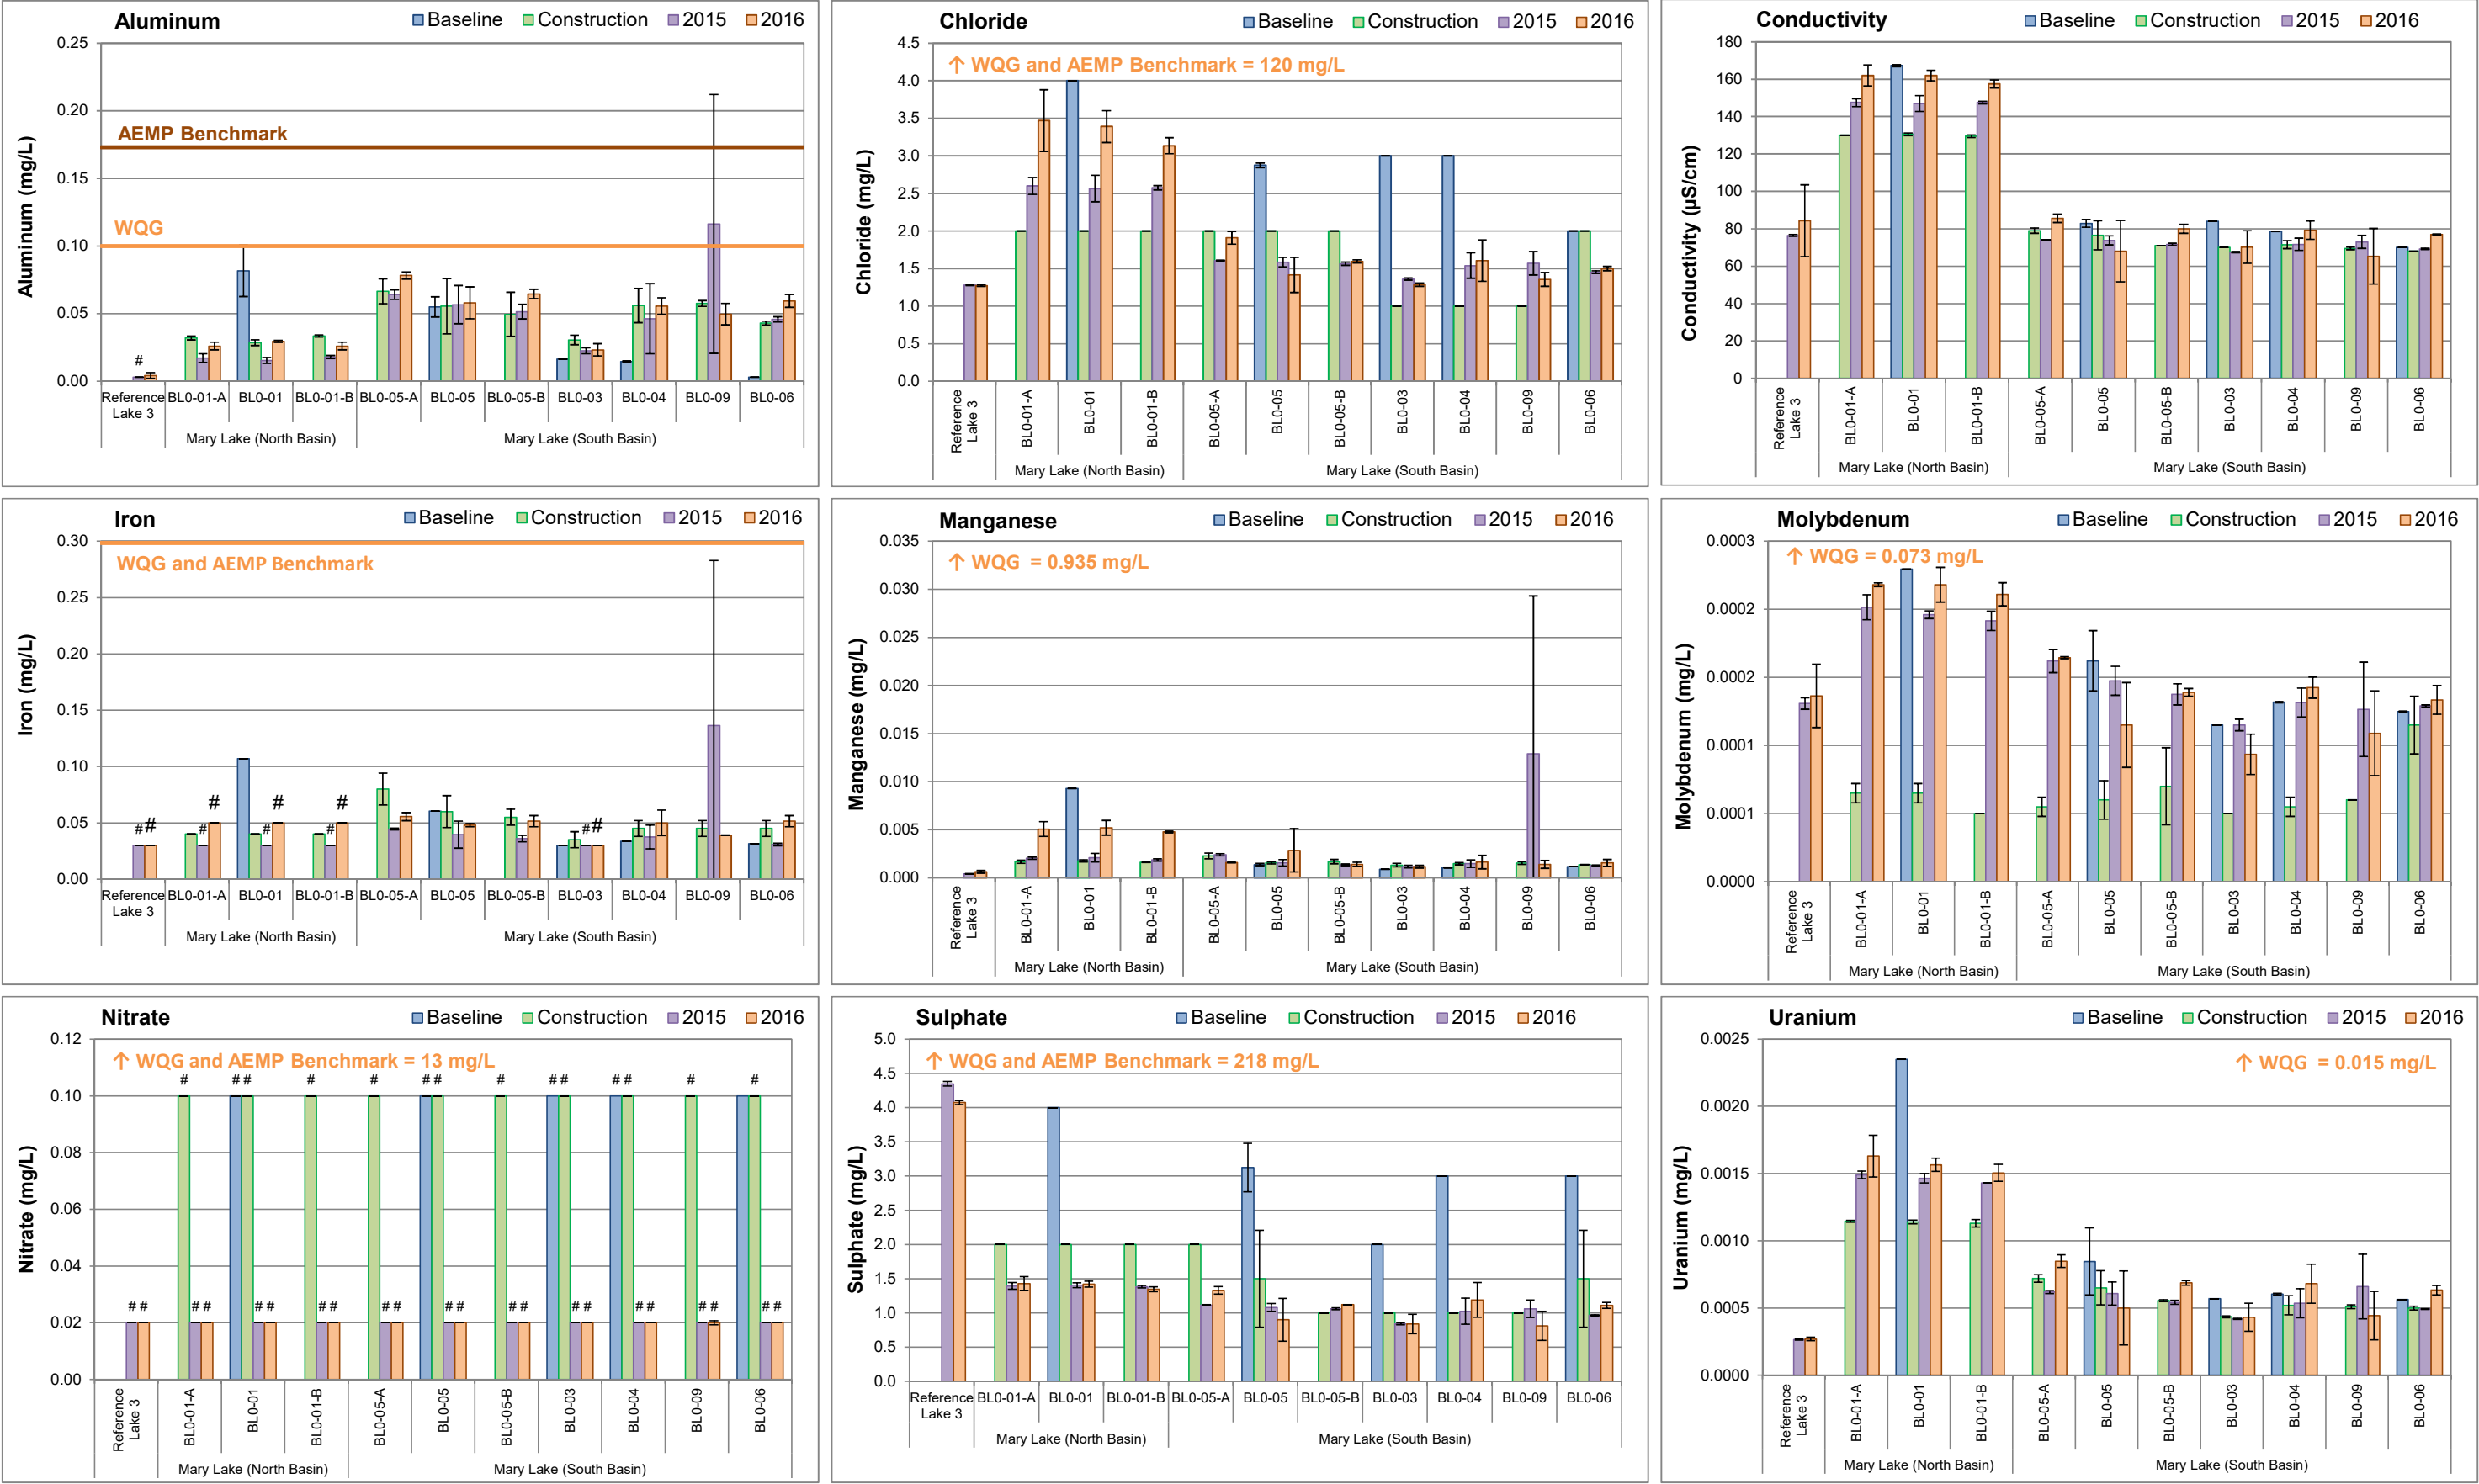 Aluminum
Baseline Construction 2015 2016
0.25
0.20
0.15
0.10
0.05
0.00
Aluminum (mg/L)
AEMP Benchmark
WQG
#
Reference Lake 3 BL0-01-A BL0-01 BL0-01-B BL0-05-A BL0-05 BL0-05-B BL0-03 BL0-04 BL0-09 BL0-06
Mary Lake (North Basin) Mary Lake (South Basin)
Chloride
Baseline Construction 2015 2016
↑ WQG and AEMP Benchmark = 120 mg/L
4.5
4.0
3.5
3.0
2.5
2.0
1.5
1.0
0.5
0.0
Chloride (mg/L)
Reference Lake 3 BL0-01-A BL0-01 BL0-01-B BL0-05-A BL0-05 BL0-05-B BL0-03 BL0-04 BL0-09 BL0-06
Mary Lake (North Basin) Mary Lake (South Basin)
Conductivity
Baseline Construction 2015 2016
180
160
140
120
100
80
60
40
20
0
Conductivity (µS/cm)
Reference Lake 3 BL0-01-A BL0-01 BL0-01-B BL0-05-A BL0-05 BL0-05-B BL0-03 BL0-04 BL0-09 BL0-06
Mary Lake (North Basin) Mary Lake (South Basin)
Iron
Baseline Construction 2015 2016
WQG and AEMP Benchmark
0.30
0.25
0.20
0.15
0.10
0.05
0.00
Iron (mg/L)
# # # # # # # # # #
Reference Lake 3 BL0-01-A BL0-01 BL0-01-B BL0-05-A BL0-05 BL0-05-B BL0-03 BL0-04 BL0-09 BL0-06
Mary Lake (North Basin) Mary Lake (South Basin)
Manganese
Baseline Construction 2015 2016
↑ WQG = 0.935 mg/L
0.035
0.030
0.025
0.020
0.015
0.010
0.005
0.000
Manganese (mg/L)
Reference Lake 3 BL0-01-A BL0-01 BL0-01-B BL0-05-A BL0-05 BL0-05-B BL0-03 BL0-04 BL0-09 BL0-06
Mary Lake (North Basin) Mary Lake (South Basin)
Molybdenum
Baseline Construction 2015 2016
↑ WQG = 0.073 mg/L
0.0003
0.0002
0.0002
0.0001
0.0001
0.0000
Molybdenum (mg/L)
Reference Lake 3 BL0-01-A BL0-01 BL0-01-B BL0-05-A BL0-05 BL0-05-B BL0-03 BL0-04 BL0-09 BL0-06
Mary Lake (North Basin) Mary Lake (South Basin)
Nitrate
Baseline Construction 2015 2016
↑ WQG and AEMP Benchmark = 13 mg/L
# # # # # # # # # # # # # #
0.12
0.10
0.08
0.06
0.04
0.02
0.00
Nitrate (mg/L)
# # # # # # # # # # # # # # # # # # # # # #
Reference Lake 3 BL0-01-A BL0-01 BL0-01-B BL0-05-A BL0-05 BL0-05-B BL0-03 BL0-04 BL0-09 BL0-06
Mary Lake (North Basin) Mary Lake (South Basin)
Sulphate
Baseline Construction 2015 2016
↑ WQG and AEMP Benchmark = 218 mg/L
5.0
4.5
4.0
3.5
3.0
2.5
2.0
1.5
1.0
0.5
0.0
Sulphate (mg/L)
Reference Lake 3 BL0-01-A BL0-01 BL0-01-B BL0-05-A BL0-05 BL0-05-B BL0-03 BL0-04 BL0-09 BL0-06
Mary Lake (North Basin) Mary Lake (South Basin)
Uranium
Baseline Construction 2015 2016
↑ WQG = 0.015 mg/L
0.0025
0.0020
0.0015
0.0010
0.0005
0.0000
Uranium (mg/L)
Reference Lake 3 BL0-01-A BL0-01 BL0-01-B BL0-05-A BL0-05 BL0-05-B BL0-03 BL0-04 BL0-09 BL0-06
Mary Lake (North Basin) Mary Lake (South Basin)